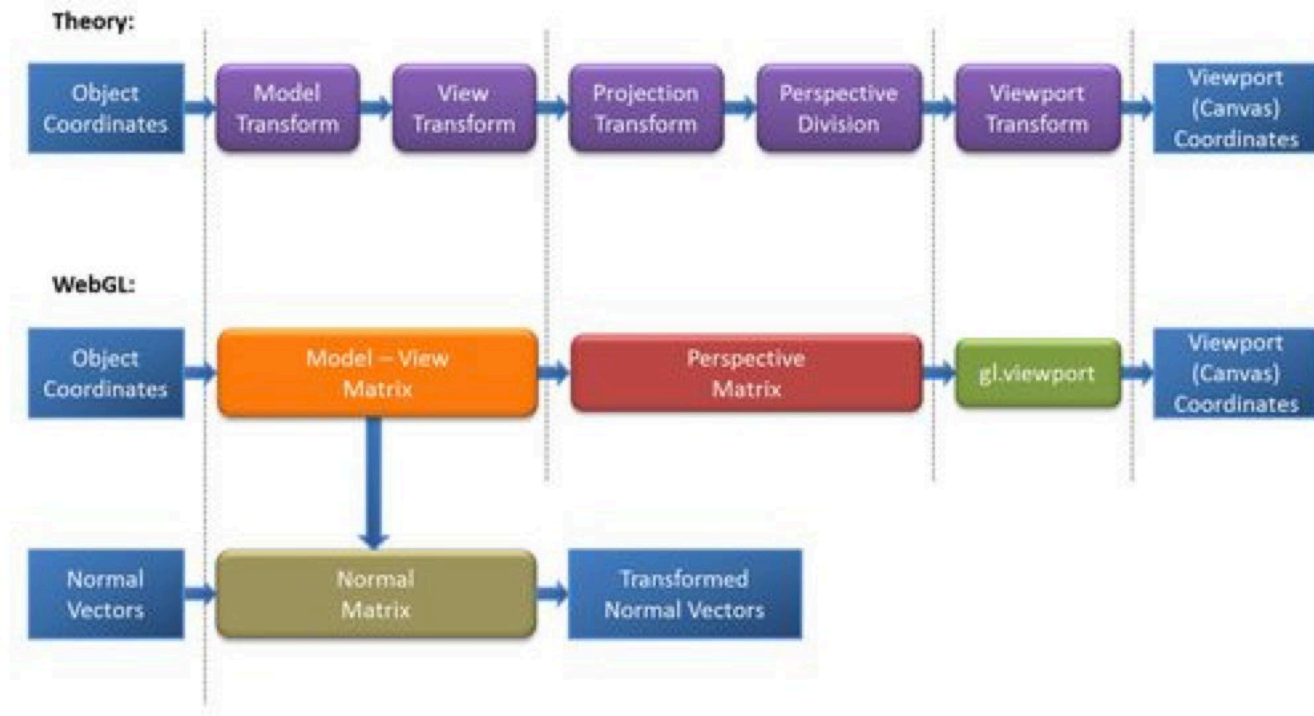 Theory:
Object
Coordinates
Model
Transform
View
Transform
Projection
Transform
Perspective
Division
Viewport
Transform
Viewport
(Canvas)
Coordinates
WebGL:
Object
Coordinates
Model – View
Matrix
Perspective
Matrix
gl.viewport
Viewport
(Canvas)
Coordinates
Normal
Vectors
Normal
Matrix
Transformed
Normal Vectors